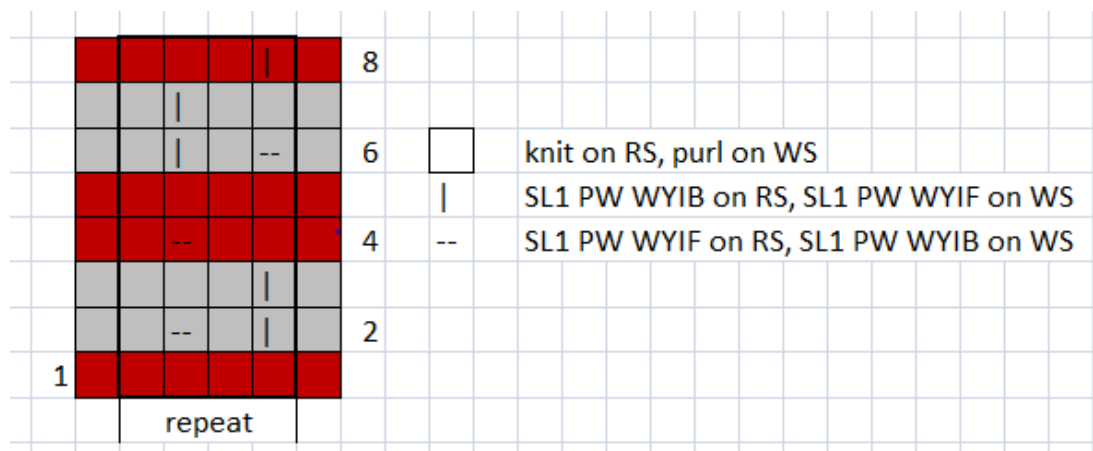 | 8
|
| -- 6 knit on RS, purl on WS
| SL1 PW WYIB on RS, SL1 PW WYIF on WS
-- 4 -- SL1 PW WYIF on RS, SL1 PW WYIB on WS
|
-- | 2
1
repeat